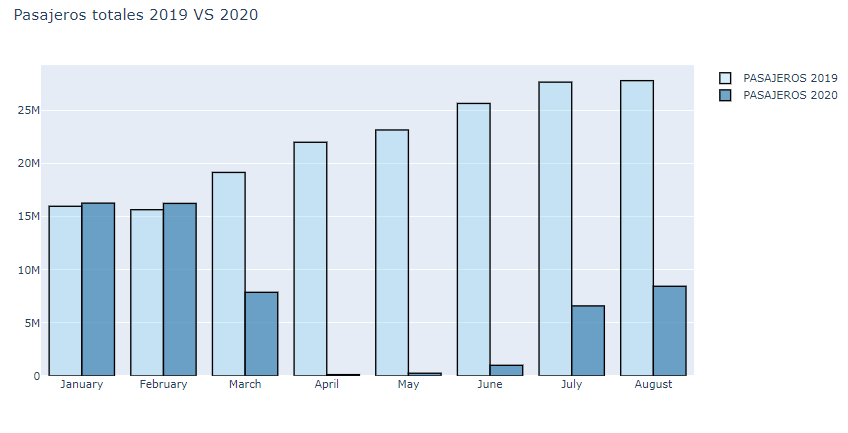 Pasajeros totales 2019 VS 2020
PASAJEROS 2019
PASAJEROS 2020
25M
20M
15M
10M
5M
0
January February March April May June July August